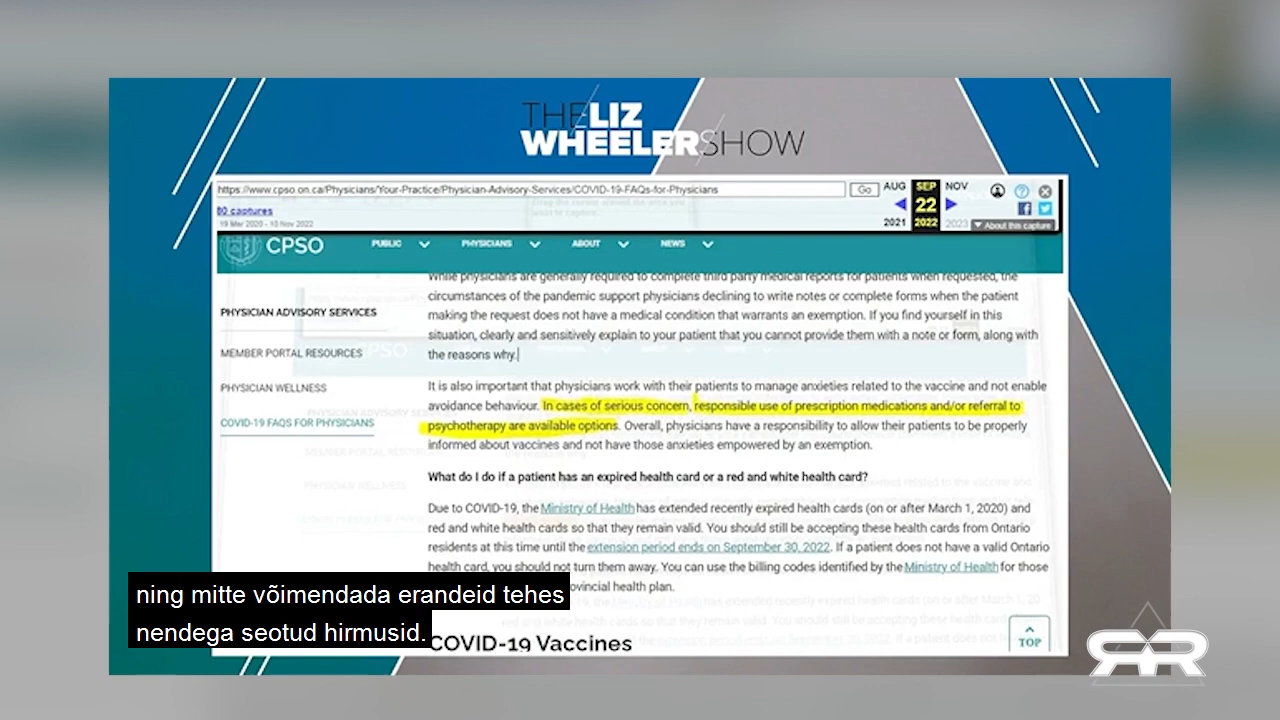 THE LIZ
WHEELER SHOW
https://www.cpso.on.ca/Physicians/Your-Practice/Physician-Advisory-Services/COVID-19-FAQs-for-Physicians
Go
AUG SEP NOV
22
2021 2022 2023
80 captures
19 Mar 2020 - 10 Nov 2022
▼ About this capture
CPSO
PUBLIC PHYSICIANS ABOUT NEWS
PHYSICIAN ADVISORY SERVICES
MEMBER PORTAL RESOURCES
PHYSICIAN WELLNESS
COVID-19 FAQS FOR PHYSICIANS
While physicians are generally required to complete third party medical reports for patients when requested, the
circumstances of the pandemic support physicians declining to write notes or complete forms when the patient
making the request does not have a medical condition that warrants an exemption. If you find yourself in this
situation, clearly and sensitively explain to your patient that you cannot provide them with a note or form, along with
the reasons why.
It is also important that physicians work with their patients to manage anxieties related to the vaccine and not enable
avoidance behaviour. In cases of serious concern, responsible use of prescription medications and/or referral to
psychotherapy are available options. Overall, physicians have a responsibility to allow their patients to be properly
informed about vaccines and not have those anxieties empowered by an exemption.
What do I do if a patient has an expired health card or a red and white health card?
Due to COVID-19, the Ministry of Health has extended recently expired health cards (on or after March 1, 2020) and
red and white health cards so that they remain valid. You should still be accepting these health cards from Ontario
residents at this time until the extension period ends on September 30, 2022. If a patient does not have a valid Ontario
health card, you should not turn them away. You can use the billing codes identified by the Ministry of Health for those
ovincial health plan.
COVID-19 Vaccines
TOP
ning mitte võimendada erandeid tehes
nendega seotud hirmusid.
RR